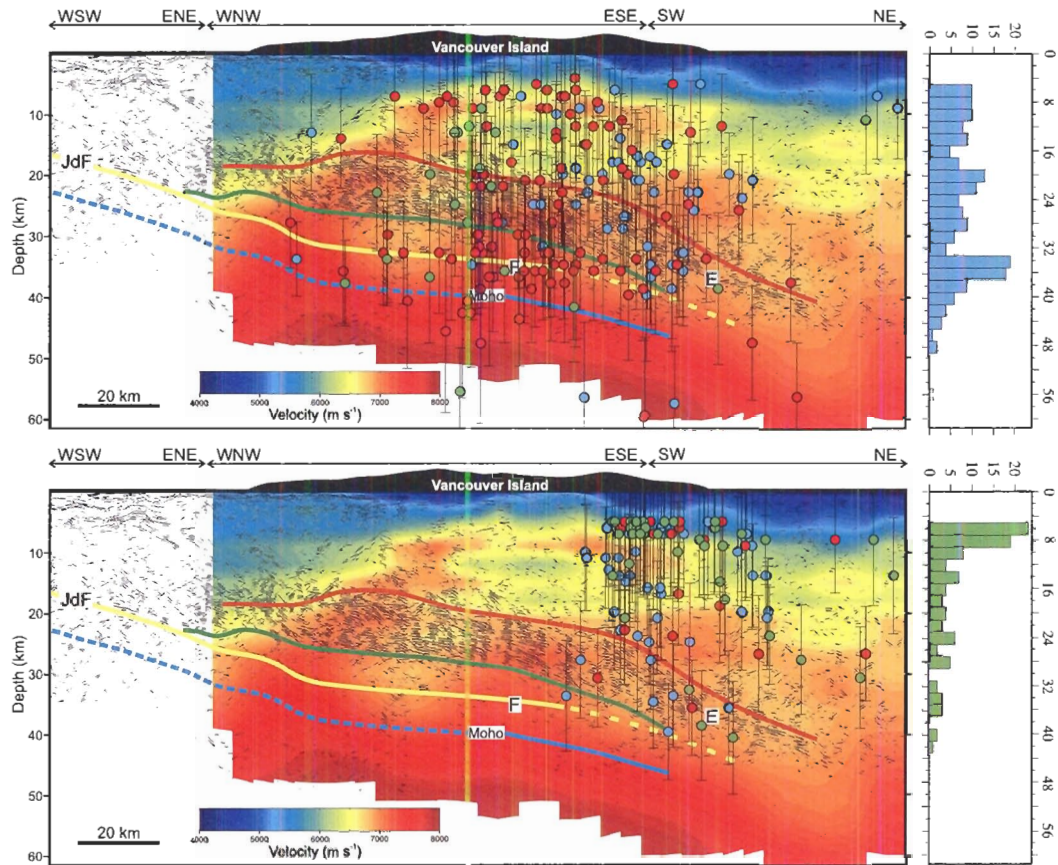 WSW ENE WNW ESE SW NE
Vancouver Island
0 5 10 15 20
0
8
16
24
32
40
48
56
Depth (km)
10
20
30
40
50
60
JdF
F
E
Moho
20 km
4000 5000 6000 7000 8000
Velocity (m s⁻¹)
WSW ENE WNW ESE SW NE
Vancouver Island
0 5 10 15 20
0
8
16
24
32
40
48
56
Depth (km)
10
20
30
40
50
60
JdF
F
E
Moho
20 km
4000 5000 6000 7000 8000
Velocity (m s⁻¹)